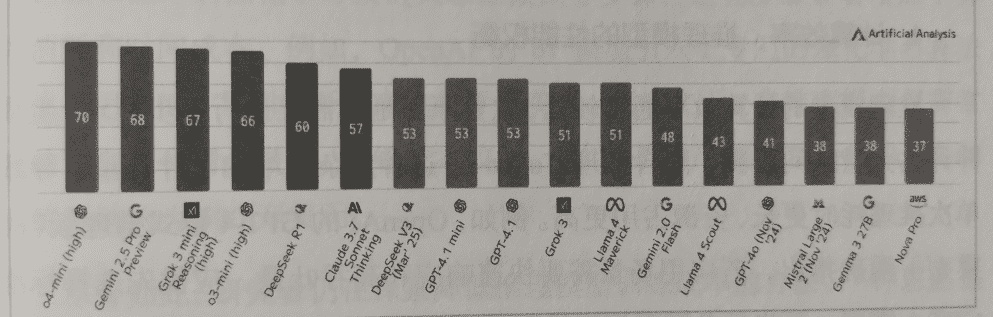 Artificial Analysis
70
68
67
66
60
57
53
53
53
51
51
48
43
41
38
38
37
aws
o4-mini (high)
Gemini 2.5 Pro
Preview
Grok 3 mini
Reasoning
(high)
o3-mini (high)
DeepSeek R1
Claude 3.7
Sonnet
Thinking
DeepSeek V3
(Mar '25)
GPT-4.1 mini
GPT-4.1
Grok 3
Llama 4
Maverick
Gemini 2.0
Flash
Llama 4 Scout
GPT-4o (Nov
'24)
Mistral Large
2 (Nov '24)
Gemma 3 27B
Nova Pro